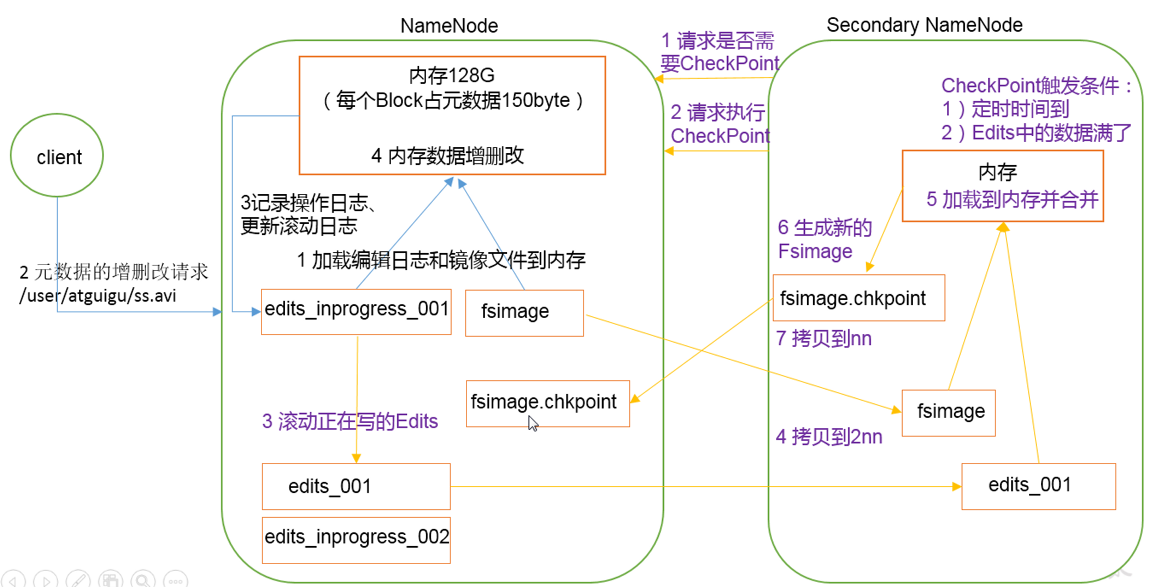 NameNode
Secondary NameNode
1 请求是否需
要CheckPoint
内存128G
（每个Block占元数据150byte）
CheckPoint触发条件：
1）定时时间到
2）Edits中的数据满了
2 请求执行
CheckPoint
client
4 内存数据增删改
内存
5 加载到内存并合并
3记录操作日志、
更新滚动日志
6 生成新的
Fsimage
1 加载编辑日志和镜像文件到内存
2 元数据的增删改请求
/user/atguigu/ss.avi
edits_inprogress_001
fsimage
fsimage.chkpoint
7 拷贝到nn
fsimage.chkpoint
fsimage
3 滚动正在写的Edits
4 拷贝到2nn
edits_001
edits_001
edits_inprogress_002